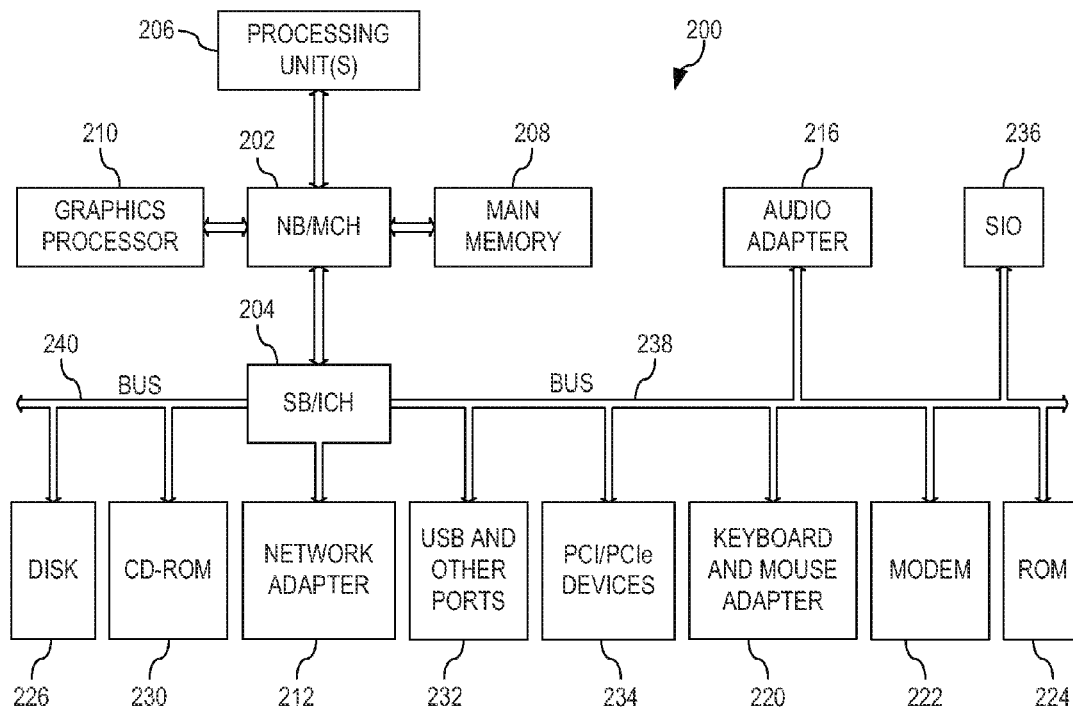 206
PROCESSING
UNIT(S)
200
210
202
208
216
236
GRAPHICS
PROCESSOR
NB/MCH
MAIN
MEMORY
AUDIO
ADAPTER
SIO
204
240
238
BUS
SB/ICH
BUS
DISK
CD-ROM
NETWORK
ADAPTER
USB AND
OTHER
PORTS
PCI/PCIe
DEVICES
KEYBOARD
AND MOUSE
ADAPTER
MODEM
ROM
226
230
212
232
234
220
222
224